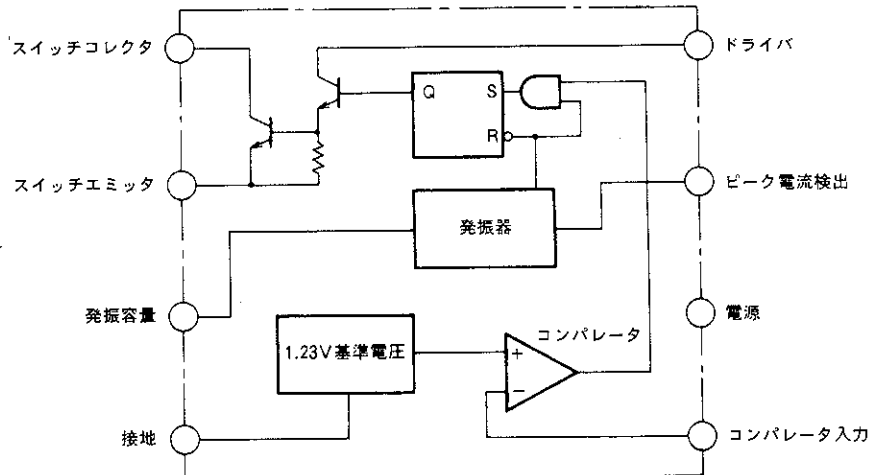 スイッチコレクタ
ドライバ
Q
S
R
スイッチエミッタ
ピーク電流検出
発振器
発振容量
電源
コンパレータ
1.23V基準電圧
+
−
接地
コンパレータ入力